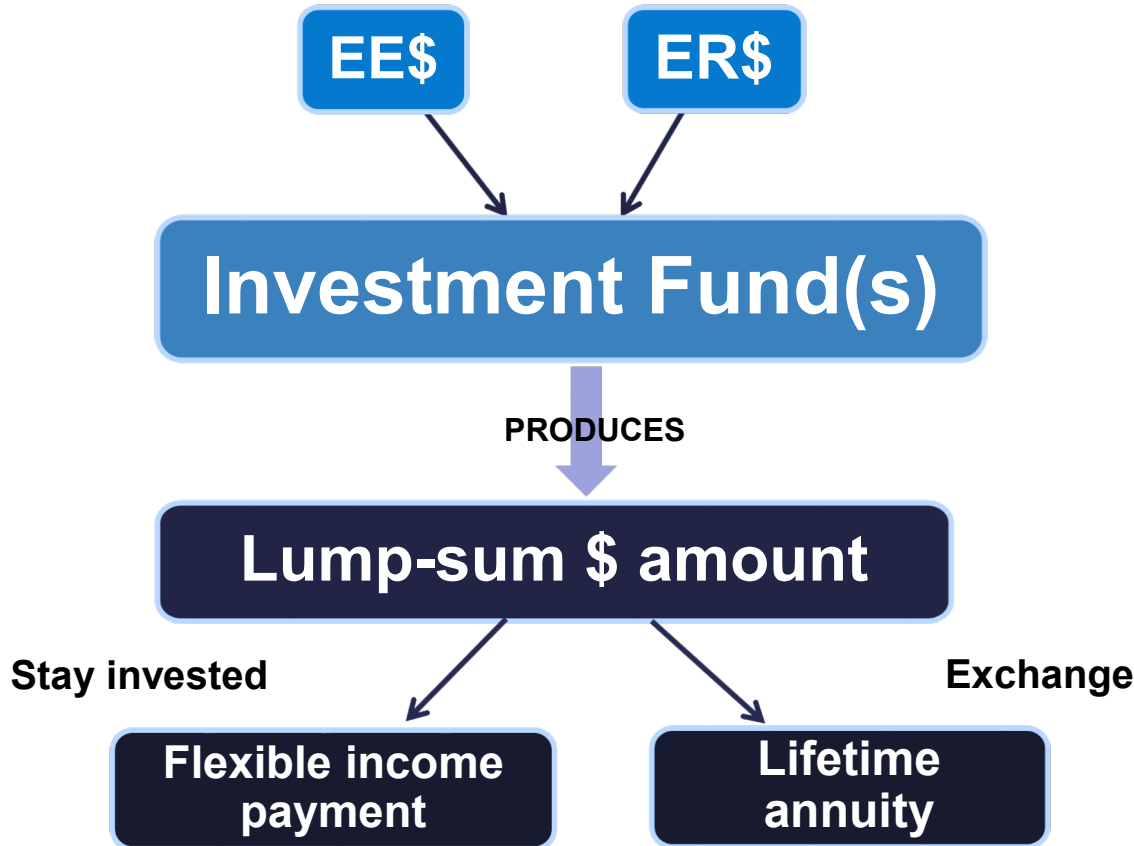 EE$
ER$
Investment Fund(s)
PRODUCES
Lump-sum $ amount
Stay invested
Exchange
Flexible income
payment
Lifetime
annuity